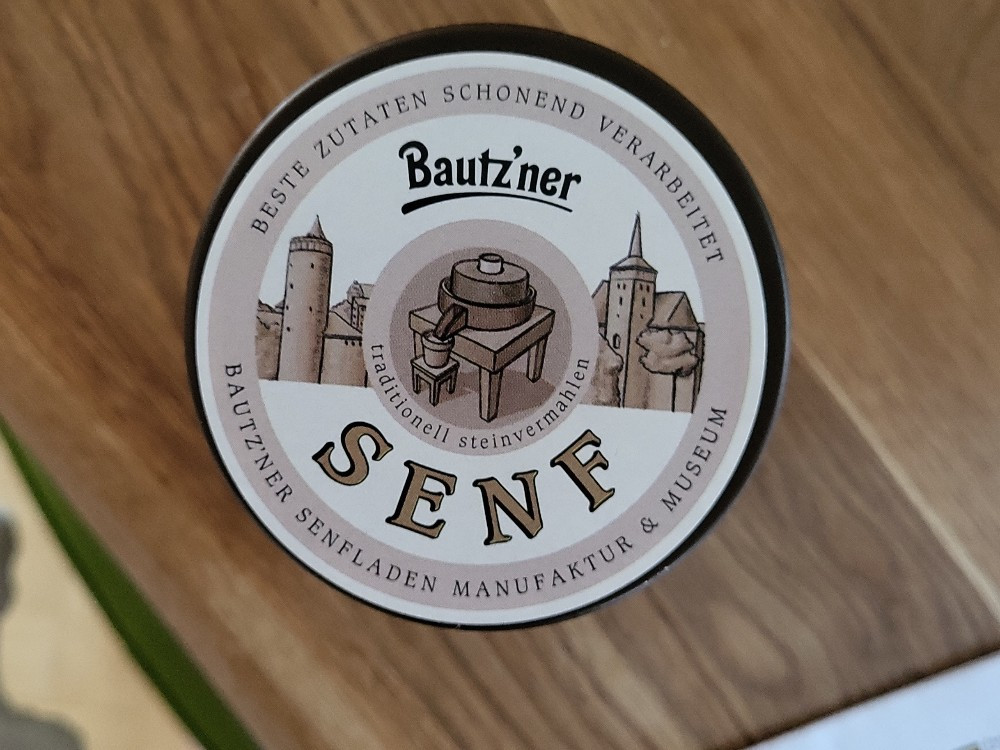 BESTE ZUTATEN SCHONEND VERARBEITET
Bautz'ner
traditionell steinvermahlen
SENF
BAUTZ'NER SENFLADEN MANUFAKTUR & MUSEUM